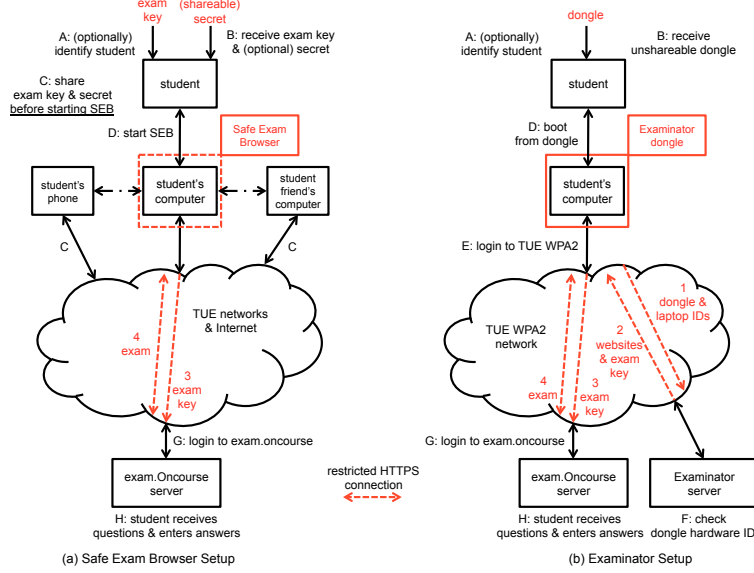 exam
key
(shareable)
secret
A: (optionally)
identify student
B: receive exam key
& (optional) secret
student
C: share
exam key & secret
before starting SEB
D: start SEB
Safe Exam
Browser
student's
phone
student's
computer
student
friend's
computer
C
C
TUE networks
& Internet
4
exam
3
exam
key
G: login to exam.oncourse
exam.Oncourse
server
H: student receives
questions & enters answers
(a) Safe Exam Browser Setup
restricted HTTPS
connection
dongle
A: (optionally)
identify student
B: receive
unshareable dongle
student
D: boot
from dongle
Examinator
dongle
student's
computer
E: login to TUE WPA2
TUE WPA2
network
1
dongle &
laptop IDs
2
websites
& exam
key
4
exam
3
exam
key
G: login to exam.oncourse
exam.Oncourse
server
Examinator
server
H: student receives
questions & enters answers
F: check
dongle hardware ID
(b) Examinator Setup